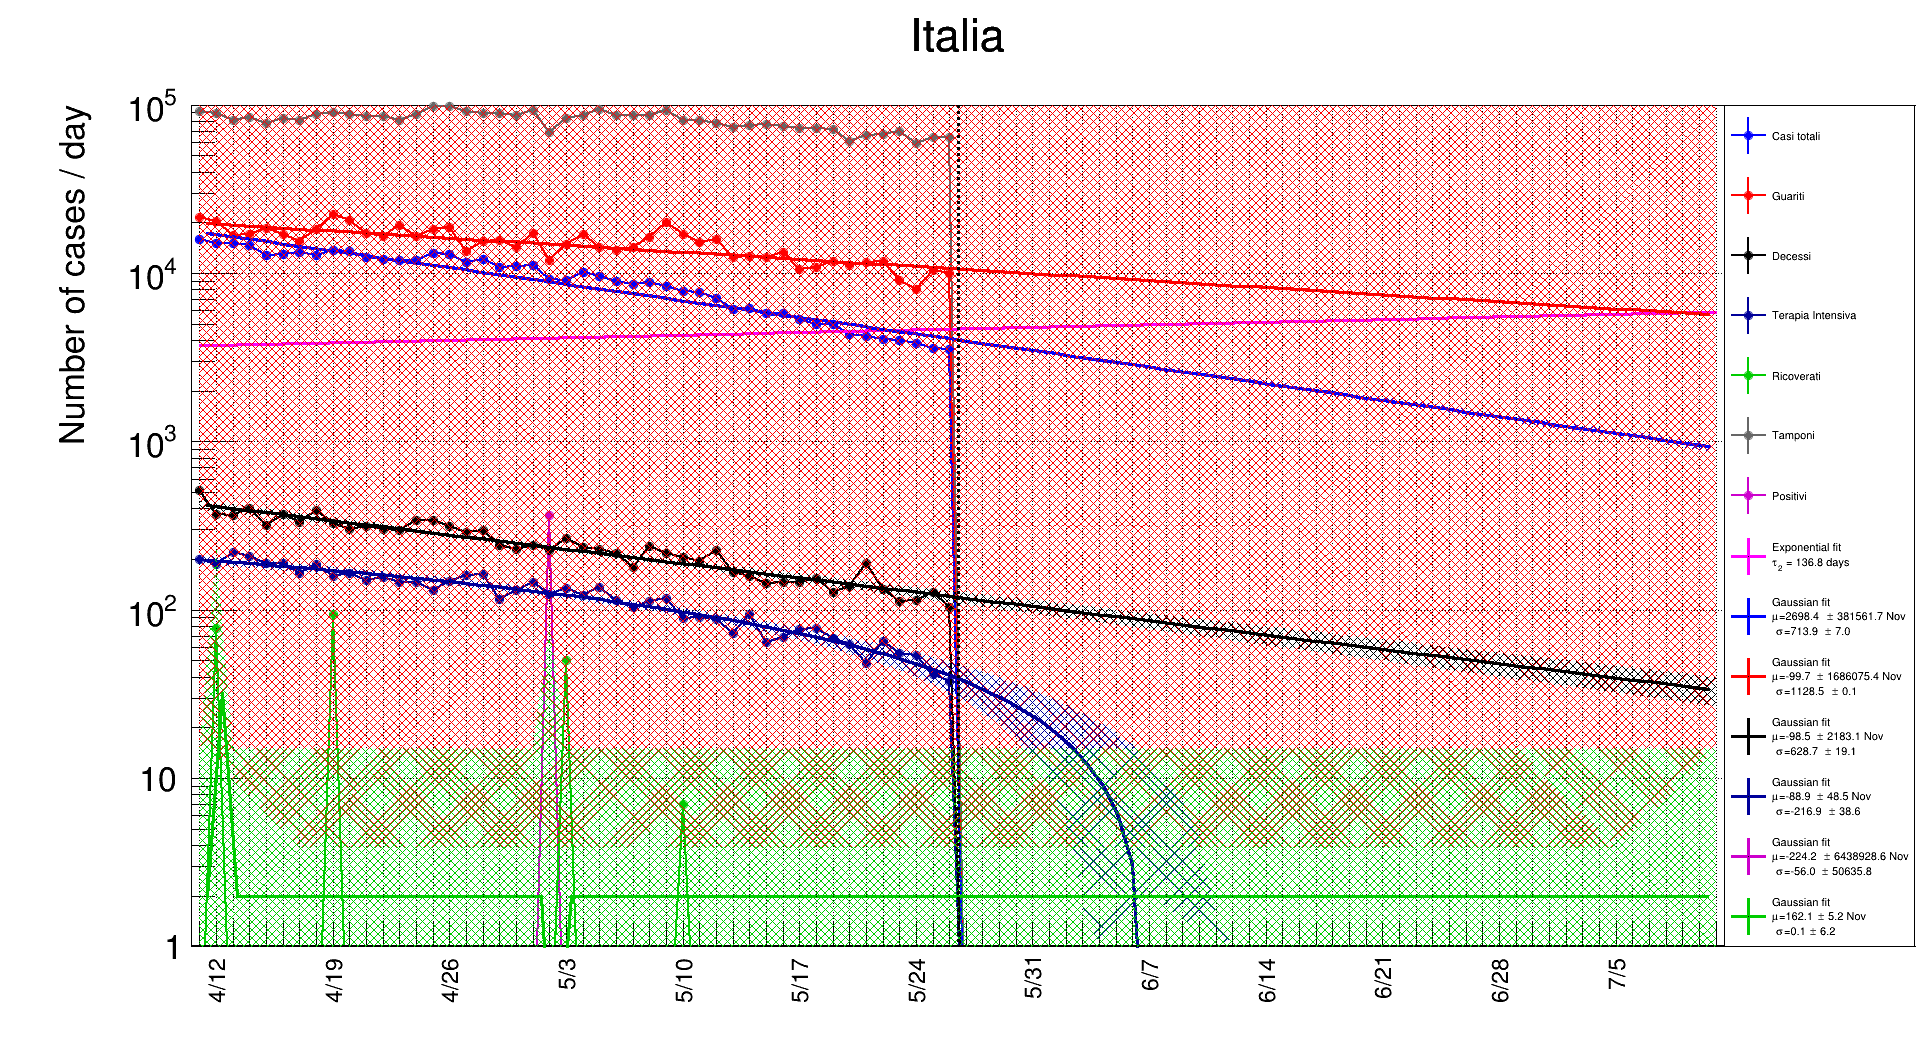 Italia
Number of cases / day
10^5
10^4
10^3
10^2
10
1
4/12
4/19
4/26
5/3
5/10
5/17
5/24
5/31
6/7
6/14
6/21
6/28
7/5
Casi totali
Guariti
Decessi
Terapia Intensiva
Ricoverati
Tamponi
Positivi
Exponential fit
τ₂ = 136.8 days
Gaussian fit
μ=2698.4 ± 381561.7 Nov
σ=713.9 ± 7.0
Gaussian fit
μ=-99.7 ± 1686075.4 Nov
σ=1128.5 ± 0.1
Gaussian fit
μ=-98.5 ± 2183.1 Nov
σ=628.7 ± 19.1
Gaussian fit
μ=-88.9 ± 48.5 Nov
σ=-216.9 ± 38.6
Gaussian fit
μ=-224.2 ± 6438928.6 Nov
σ=-56.0 ± 50635.8
Gaussian fit
μ=162.1 ± 5.2 Nov
σ=0.1 ± 6.2